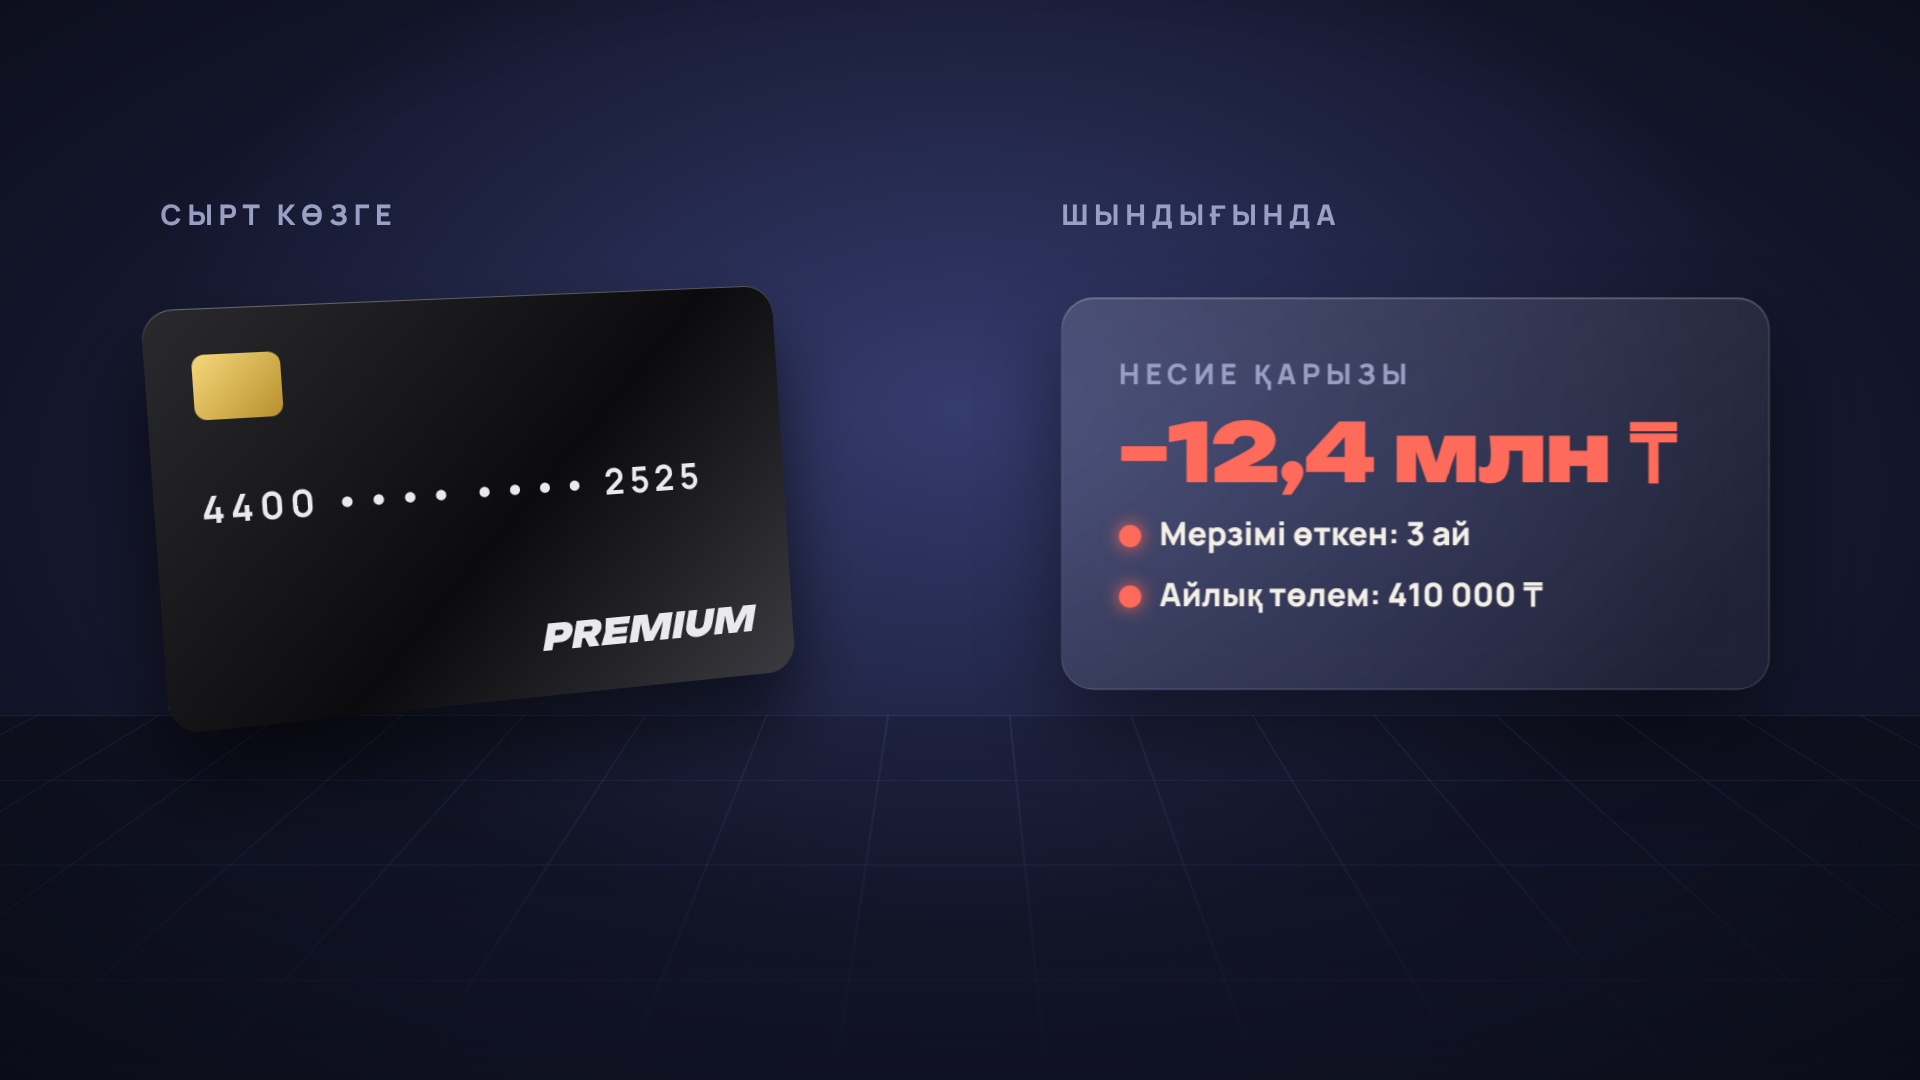 СЫРТ КӨЗГЕ
4400 •••• •••• 2525
PREMIUM
ШЫНДЫҒЫНДА
НЕСИЕ ҚАРЫЗЫ
−12,4 млн ₸
Мерзімі өткен: 3 ай
Айлық төлем: 410 000 ₸